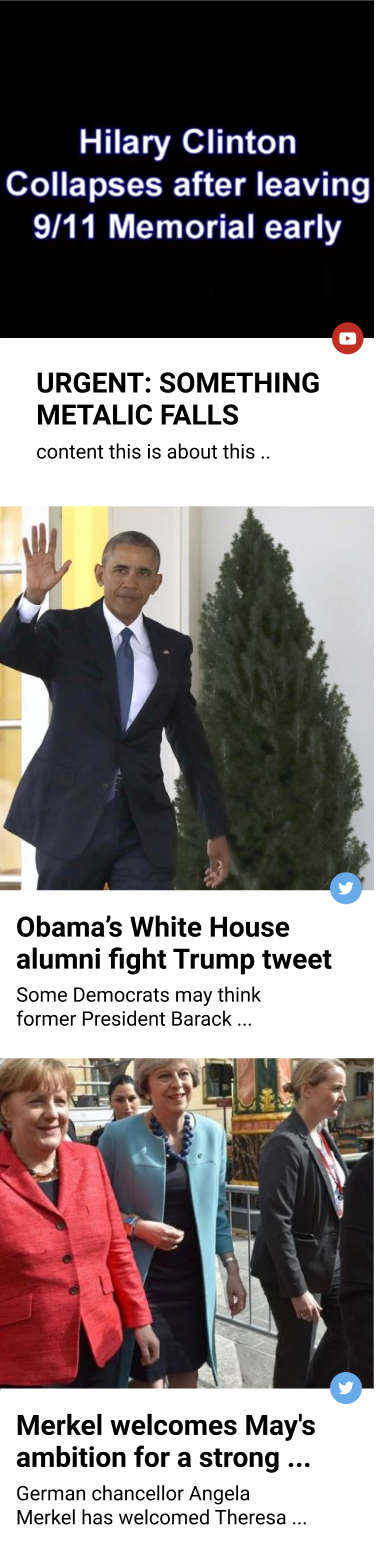 Hilary Clinton
Collapses after leaving
9/11 Memorial early
URGENT: SOMETHING
METALIC FALLS
content this is about this ..
Obama’s White House
alumni fight Trump tweet
Some Democrats may think
former President Barack ...
Merkel welcomes May's
ambition for a strong ...
German chancellor Angela
Merkel has welcomed Theresa ...